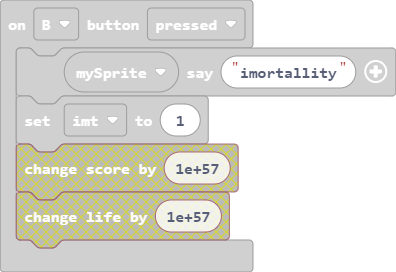 on B button pressed
mySprite say "imortallity"
set imt to 1
change score by 1e+57
change life by 1e+57